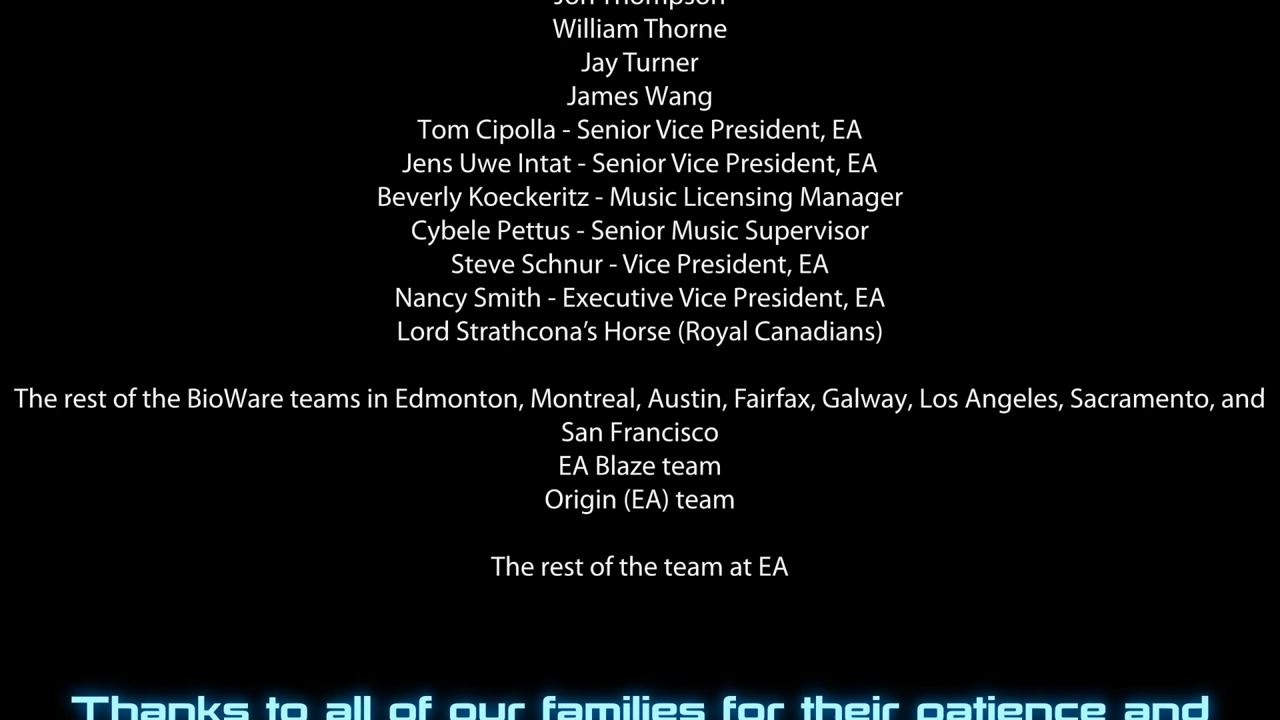 Jon Thompson
William Thorne
Jay Turner
James Wang
Tom Cipolla - Senior Vice President, EA
Jens Uwe Intat - Senior Vice President, EA
Beverly Koeckeritz - Music Licensing Manager
Cybele Pettus - Senior Music Supervisor
Steve Schnur - Vice President, EA
Nancy Smith - Executive Vice President, EA
Lord Strathcona’s Horse (Royal Canadians)
The rest of the BioWare teams in Edmonton, Montreal, Austin, Fairfax, Galway, Los Angeles, Sacramento, and
San Francisco
EA Blaze team
Origin (EA) team
The rest of the team at EA
Thanks to all of our families for their patience and